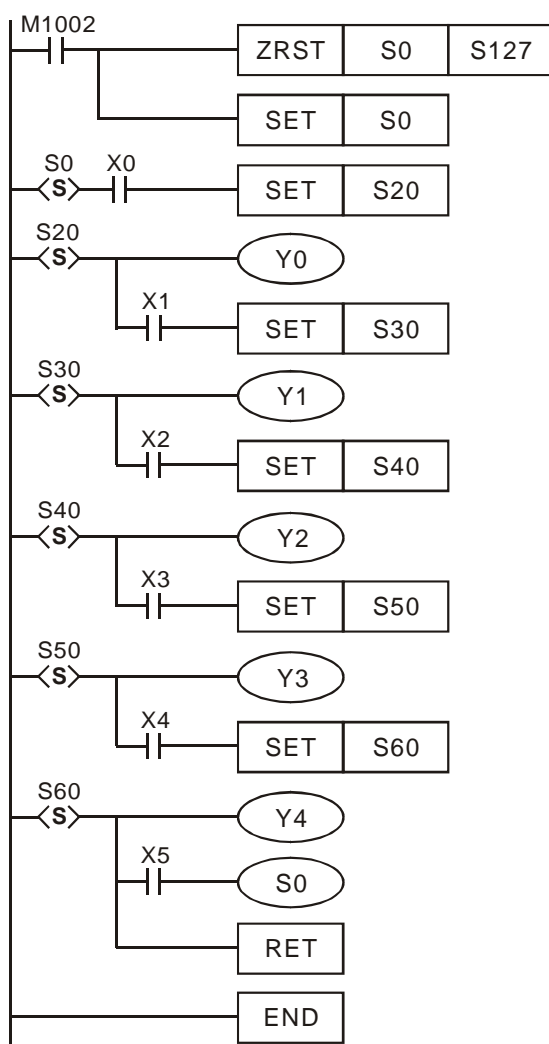 M1002
ZRST S0 S127
SET S0
S0 X0
S SET S20
S20
S Y0
X1
SET S30
S30
S Y1
X2
SET S40
S40
S Y2
X3
SET S50
S50
S Y3
X4
SET S60
S60
S Y4
X5
S0
RET
END